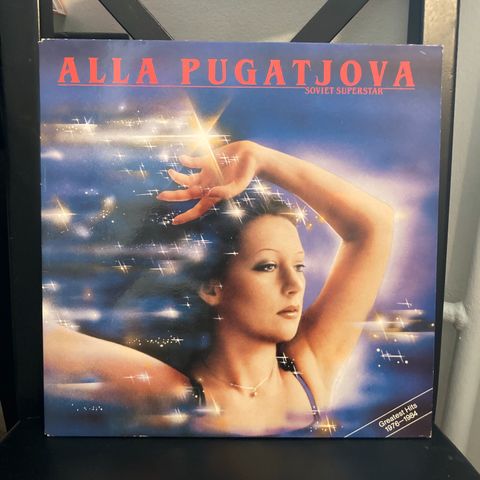 ALLA PUGATJOVA
SOVIET SUPERSTAR
Greatest Hits
1976–1984